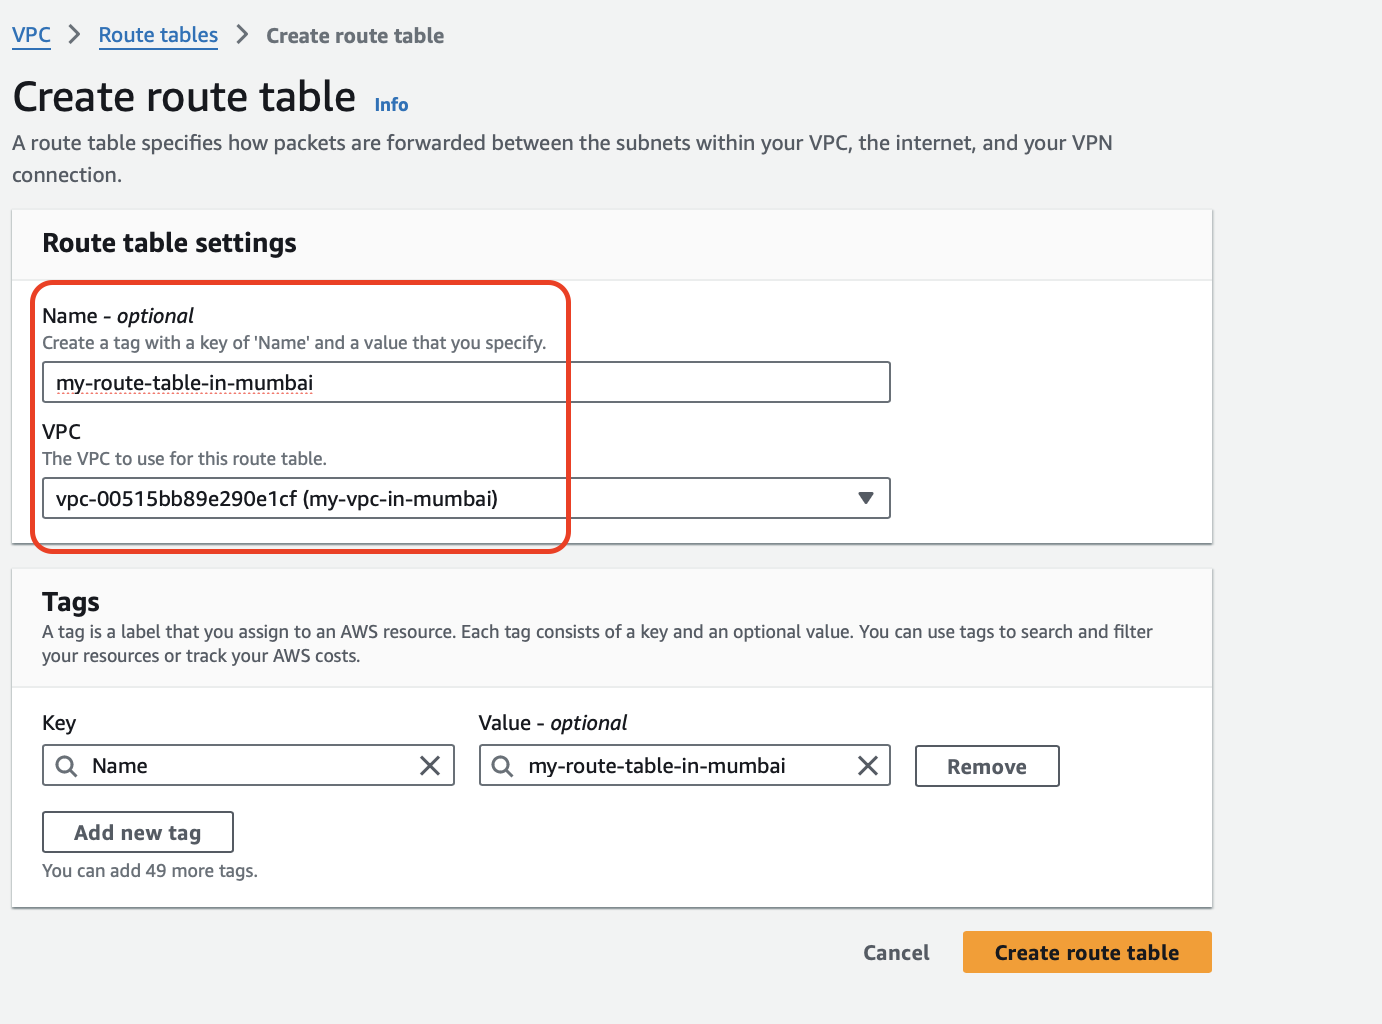 VPC > Route tables > Create route table
Create route table Info
A route table specifies how packets are forwarded between the subnets within your VPC, the internet, and your VPN
connection.
Route table settings
Name - optional
Create a tag with a key of 'Name' and a value that you specify.
my-route-table-in-mumbai
VPC
The VPC to use for this route table.
vpc-00515bb89e290e1cf (my-vpc-in-mumbai)
Tags
A tag is a label that you assign to an AWS resource. Each tag consists of a key and an optional value. You can use tags to search and filter
your resources or track your AWS costs.
Key Value - optional
Name my-route-table-in-mumbai Remove
Add new tag
You can add 49 more tags.
Cancel Create route table